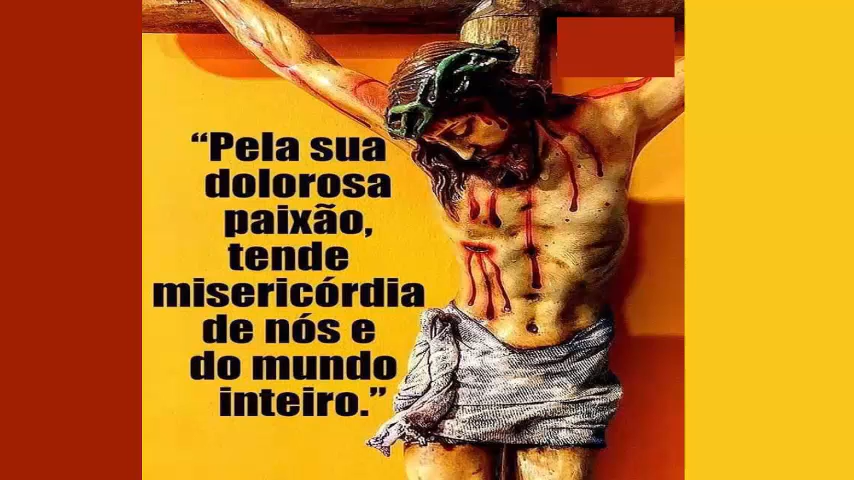 “Pela sua
dolorosa
paixão,
tende
misericórdia
de nós e
do mundo
inteiro.”